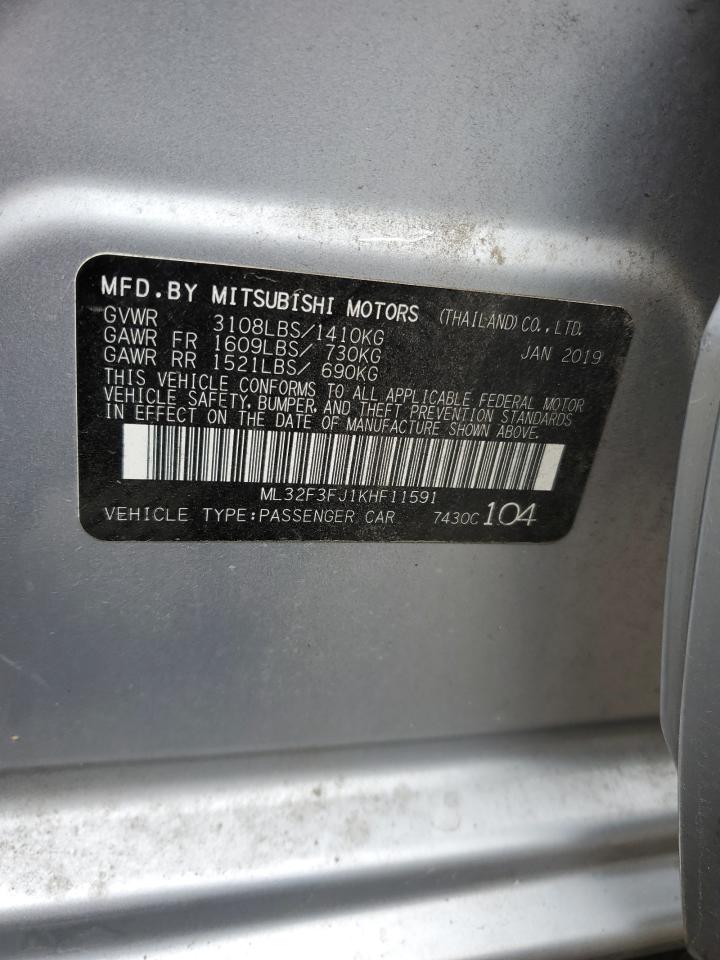 MFD.BY MITSUBISHI MOTORS (THAILAND) CO., LTD.
GVWR 3108LBS/1410KG JAN 2019
GAWR FR 1609LBS/ 730KG
GAWR RR 1521LBS/ 690KG
THIS VEHICLE CONFORMS TO ALL APPLICABLE FEDERAL MOTOR
VEHICLE SAFETY, BUMPER, AND THEFT PREVENTION STANDARDS
IN EFFECT ON THE DATE OF MANUFACTURE SHOWN ABOVE.
ML32F3FJ1KHF11591
VEHICLE TYPE:PASSENGER CAR 7430C 104